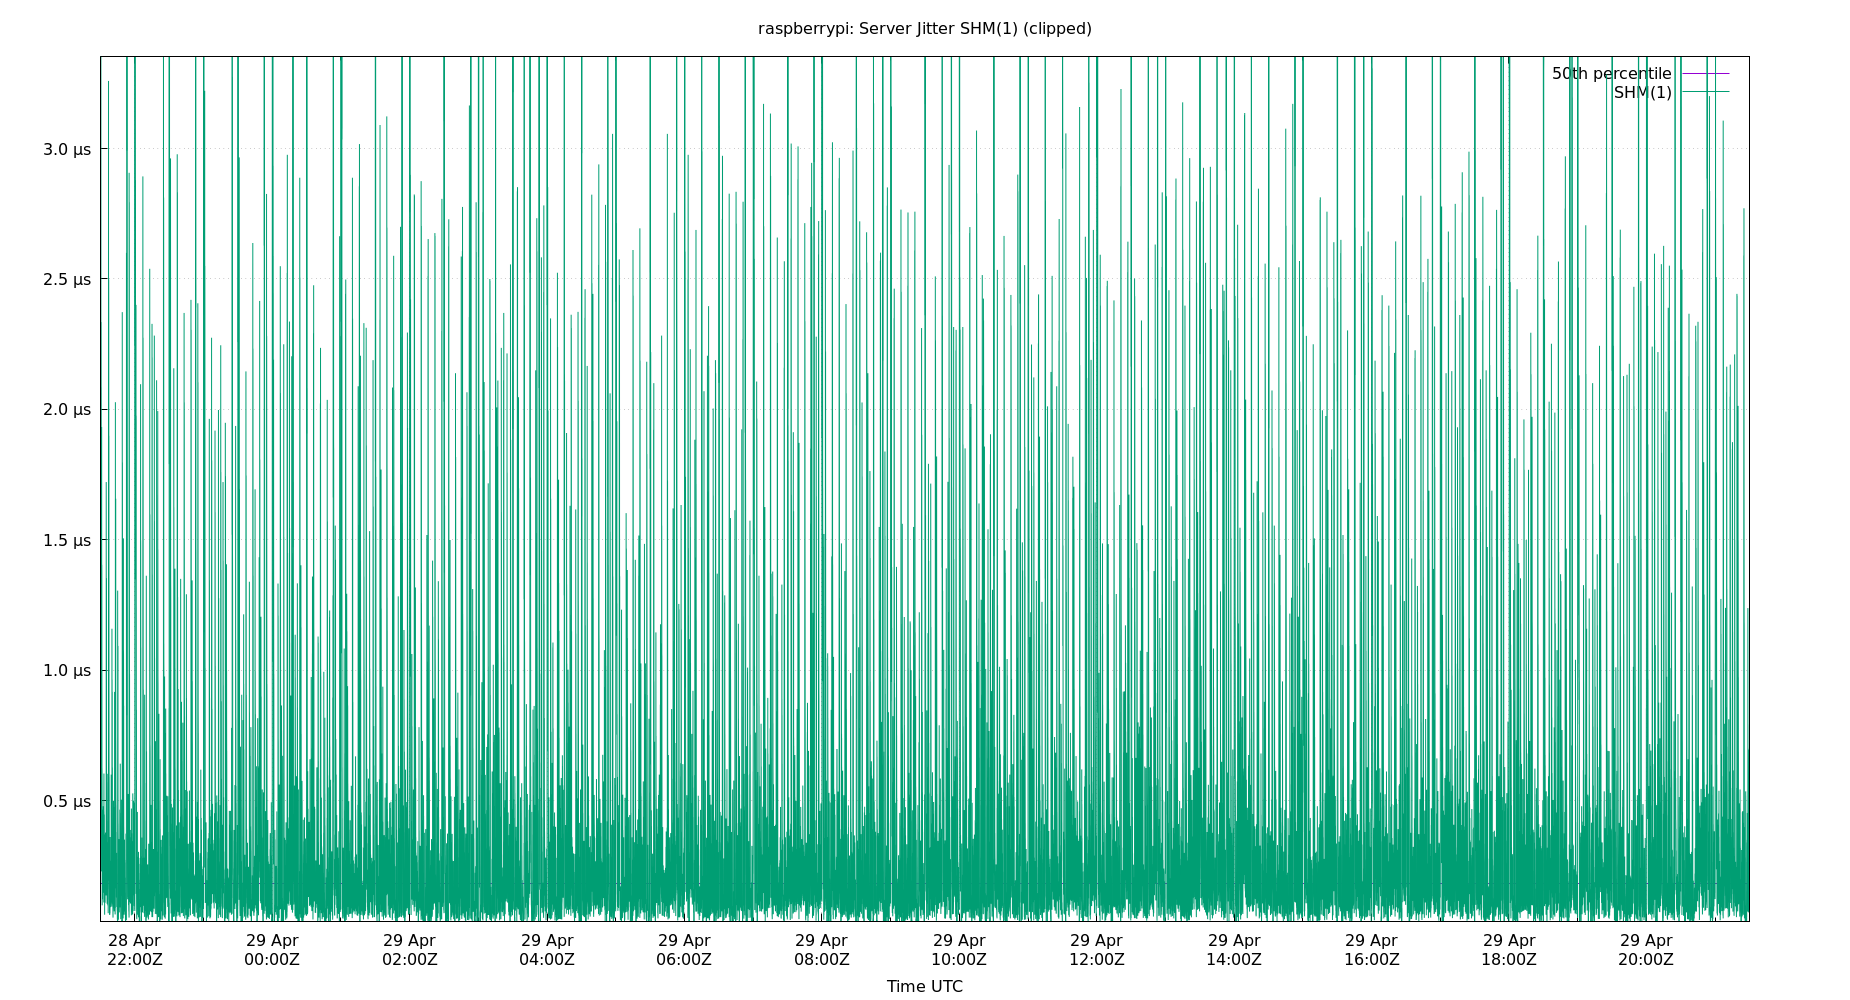 raspberrypi: Server Jitter SHM(1) (clipped)
50th percentile
SHM(1)
3.0 µs
2.5 µs
2.0 µs
1.5 µs
1.0 µs
0.5 µs
28 Apr 29 Apr 29 Apr 29 Apr 29 Apr 29 Apr 29 Apr 29 Apr 29 Apr 29 Apr 29 Apr 29 Apr
22:00Z 00:00Z 02:00Z 04:00Z 06:00Z 08:00Z 10:00Z 12:00Z 14:00Z 16:00Z 18:00Z 20:00Z
Time UTC